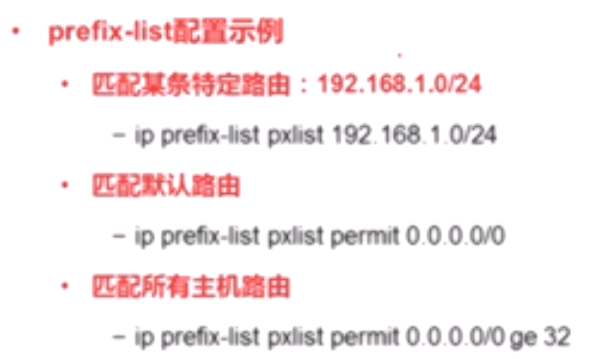 • prefix-list配置示例
• 匹配某条特定路由：192.168.1.0/24
– ip prefix-list pxlist 192.168.1.0/24
• 匹配默认路由
– ip prefix-list pxlist permit 0.0.0.0/0
• 匹配所有主机路由
– ip prefix-list pxlist permit 0.0.0.0/0 ge 32